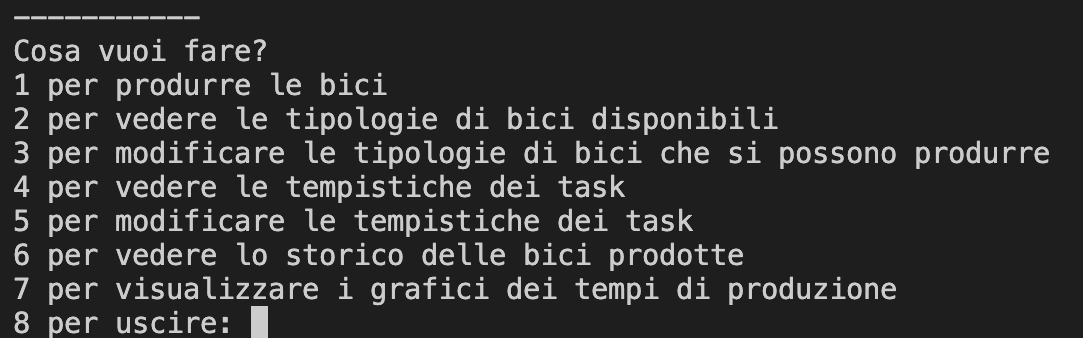 -----------
Cosa vuoi fare?
1 per produrre le bici
2 per vedere le tipologie di bici disponibili
3 per modificare le tipologie di bici che si possono produrre
4 per vedere le tempistiche dei task
5 per modificare le tempistiche dei task
6 per vedere lo storico delle bici prodotte
7 per visualizzare i grafici dei tempi di produzione
8 per uscire: